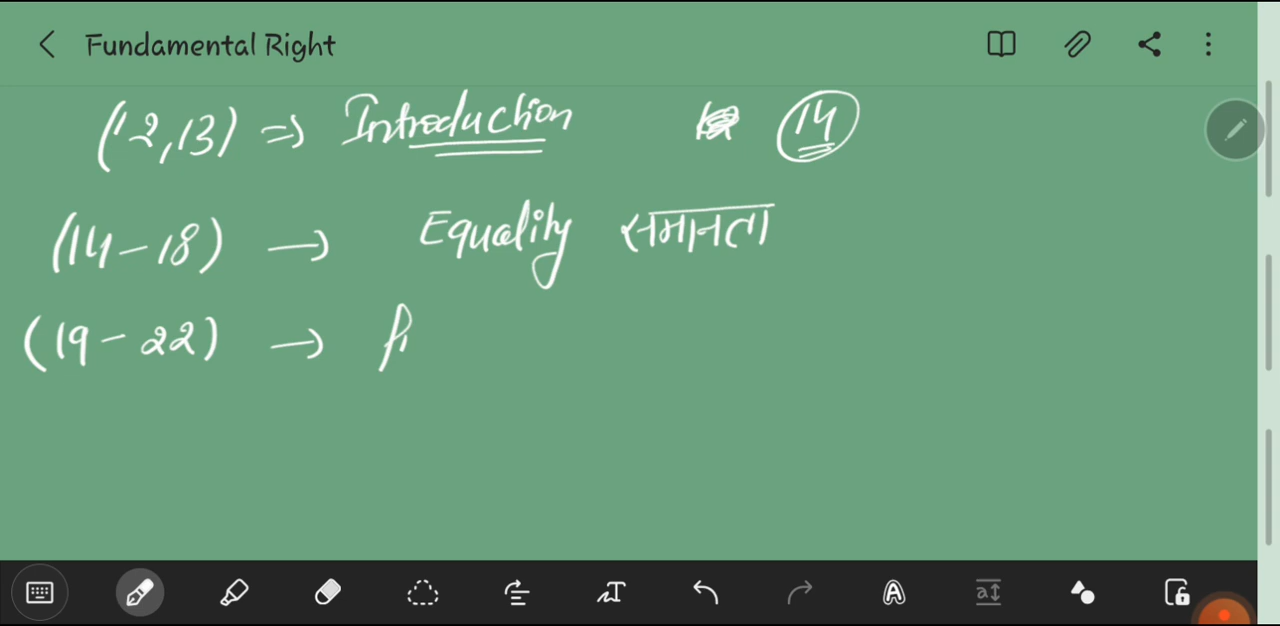 Fundamental Right
(12,13) => Introduction 14
(14-18) → Equality समानता
(19-22) →